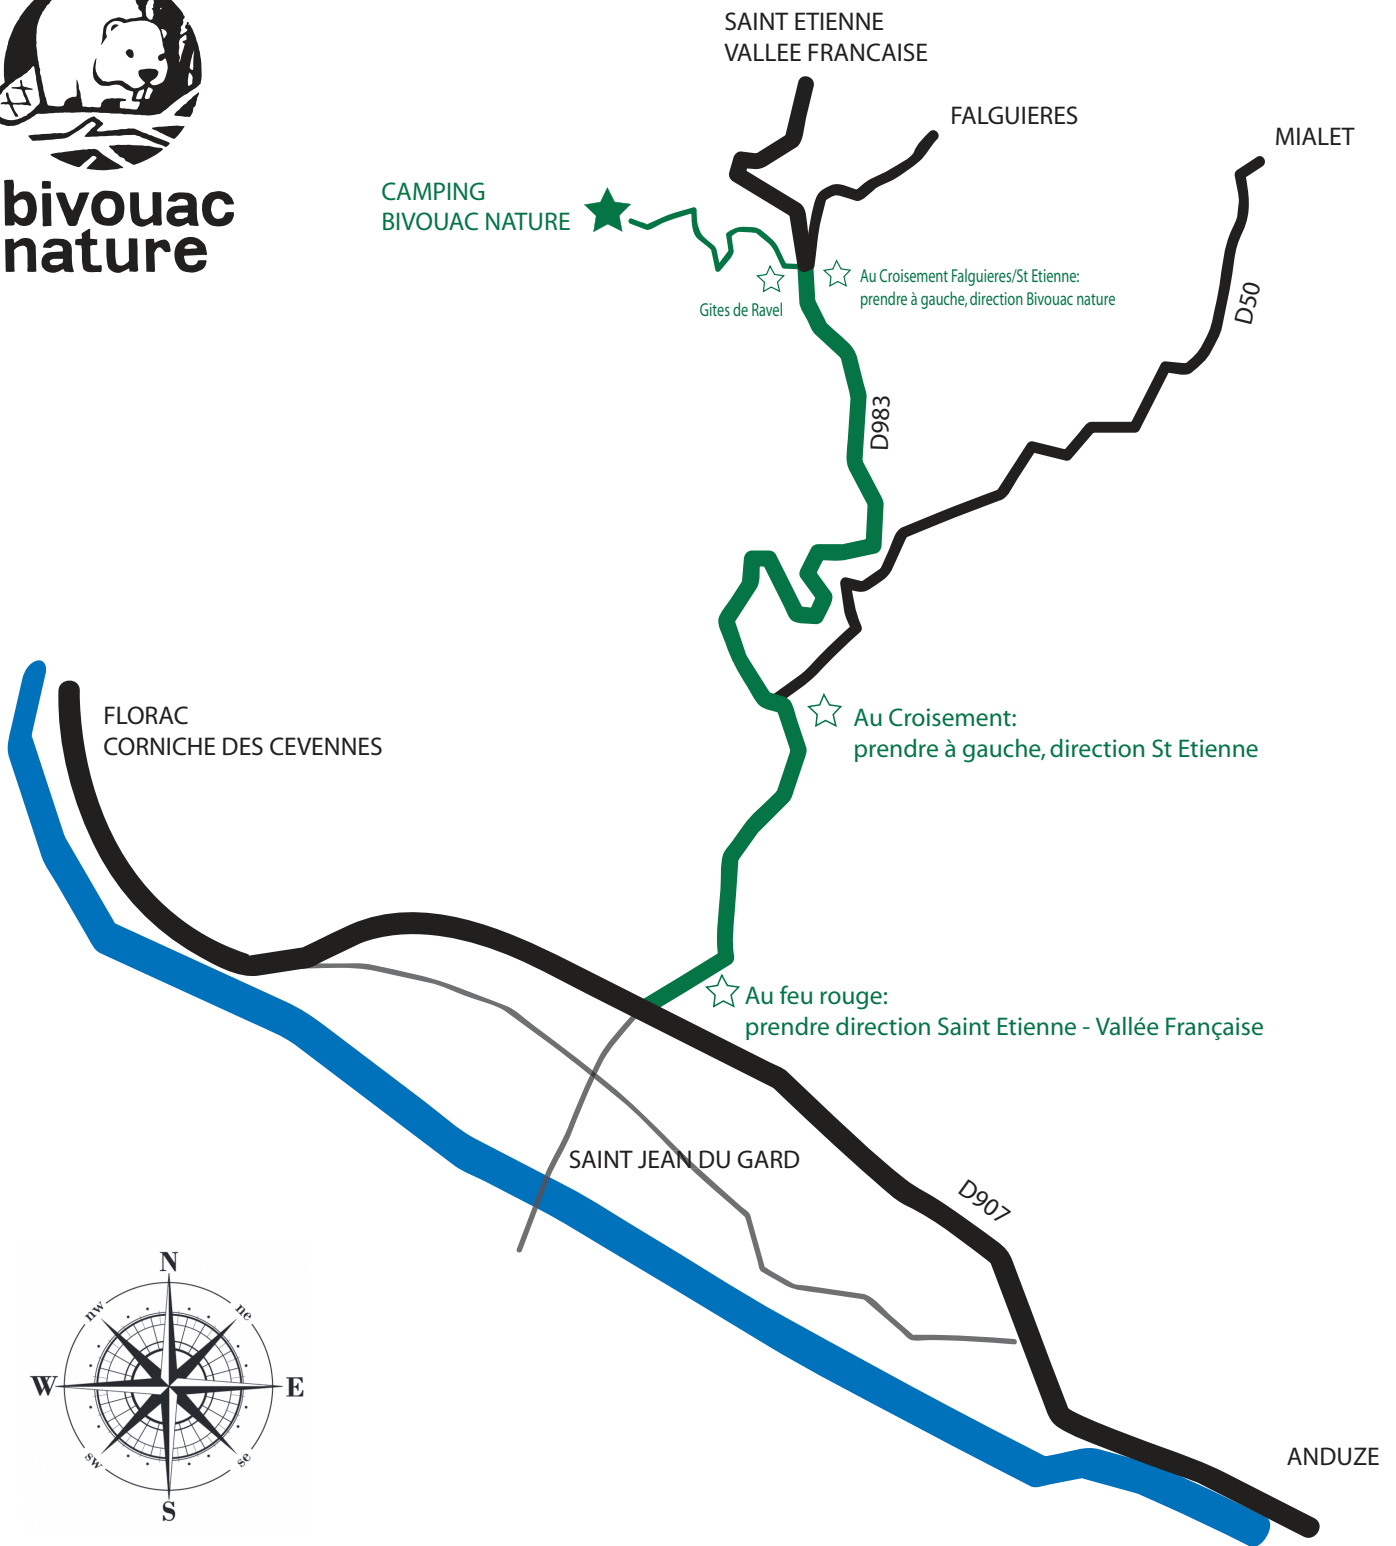 SAINT ETIENNE
VALLEE FRANCAISE
FALGUIERES
MIALET
bivouac
nature
CAMPING
BIVOUAC NATURE
Au Croisement Falguieres/St Etienne:
prendre à gauche, direction Bivouac nature
Gites de Ravel
D50
D983
FLORAC
CORNICHE DES CEVENNES
Au Croisement:
prendre à gauche, direction St Etienne
Au feu rouge:
prendre direction Saint Etienne - Vallée Française
SAINT JEAN DU GARD
D907
ANDUZE
N
nw
ne
W
E
sw
se
S